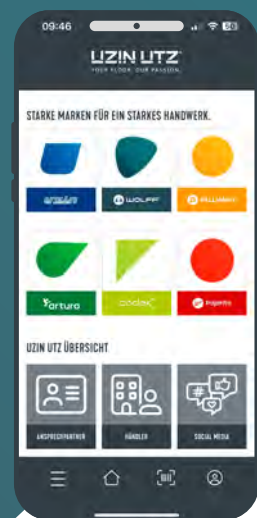 09:46
50
UZIN UTZ
YOUR FLOOR. OUR PASSION.
STARKE MARKEN FÜR EIN STARKES HANDWERK.
WOLFF
PALLMANN
arturo
codex
Pajarito
UZIN UTZ ÜBERSICHT
ANSPRECHPARTNER
HÄNDLER
SOCIAL MEDIA